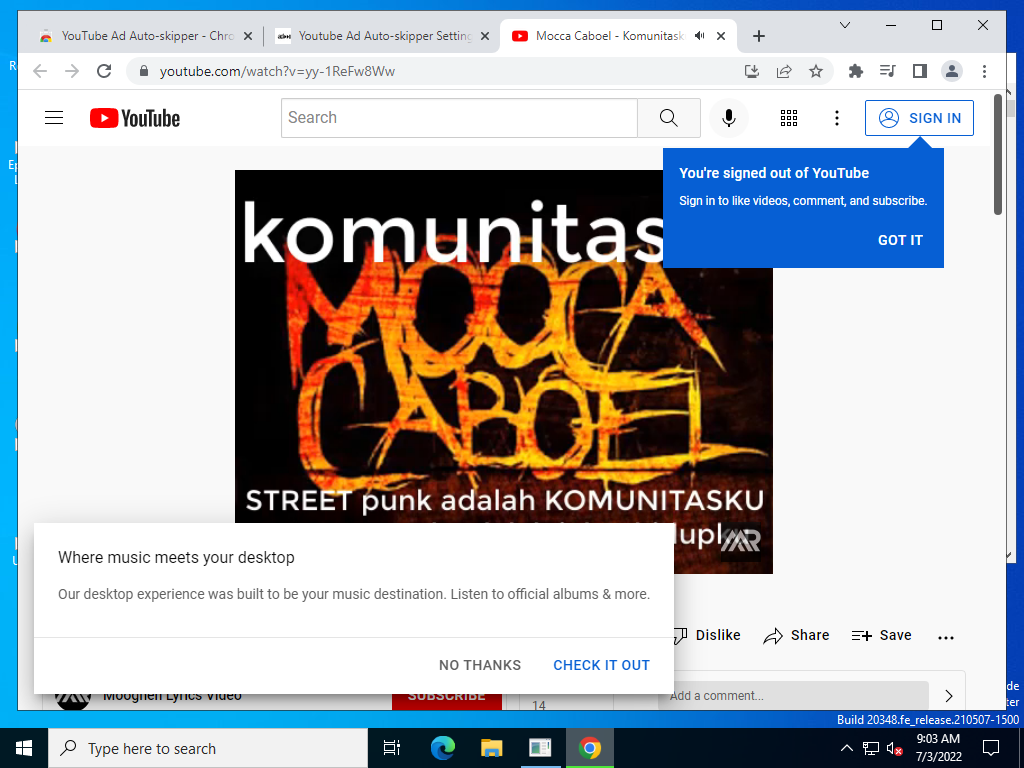 YouTube Ad Auto-skipper - Chro
Youtube Ad Auto-skipper Setting
Mocca Caboel - Komunitask
youtube.com/watch?v=yy-1ReFw8Ww
YouTube
Search
SIGN IN
You're signed out of YouTube
Sign in to like videos, comment, and subscribe.
GOT IT
komunitas
MOCCA
CABOEL
STREET punk adalah KOMUNITASKU
Where music meets your desktop
Our desktop experience was built to be your music destination. Listen to official albums & more.
NO THANKS
CHECK IT OUT
Dislike
Share
Save
Mooghen Lyrics Video
SUBSCRIBE
14
Add a comment...
Build 20348.fe_release.210507-1500
Type here to search
9:03 AM
7/3/2022